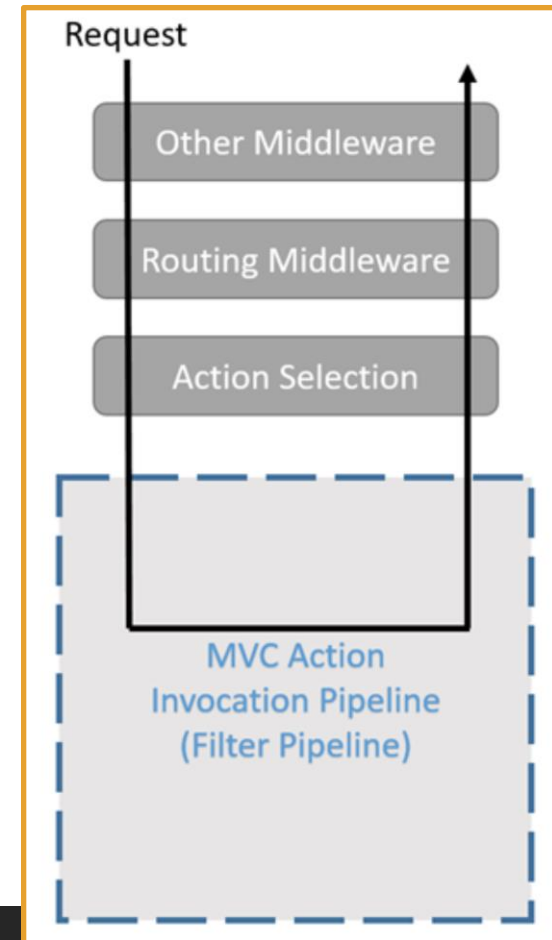 Request
Other Middleware
Routing Middleware
Action Selection
MVC Action
Invocation Pipeline
(Filter Pipeline)